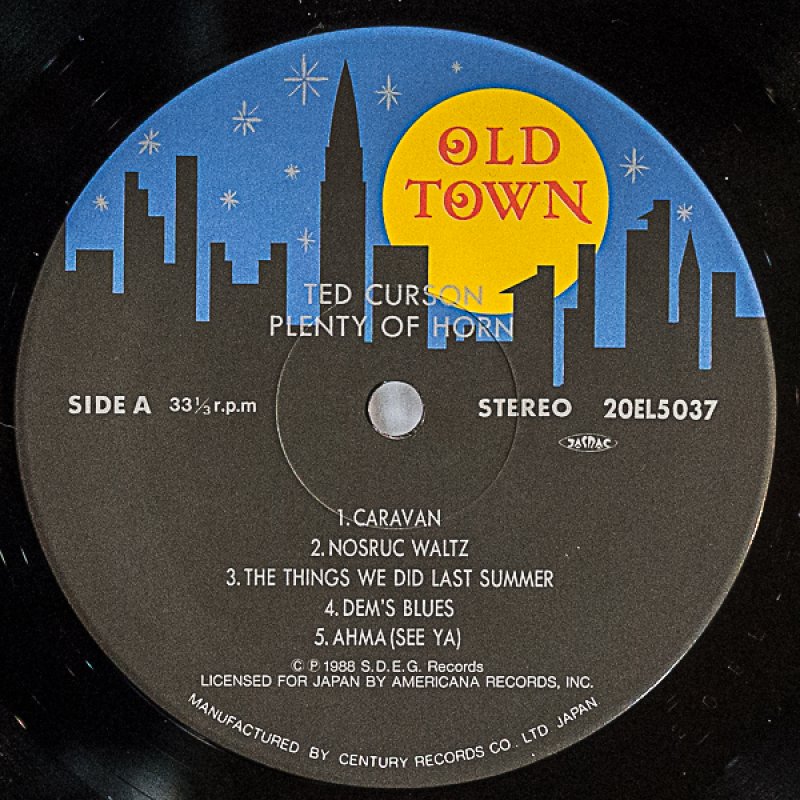 OLD
TOWN
TED CURSON
PLENTY OF HORN
SIDE A 33⅓ r.p.m STEREO 20EL5037
JASRAC
1. CARAVAN
2. NOSRUC WALTZ
3. THE THINGS WE DID LAST SUMMER
4. DEM'S BLUES
5. AHMA (SEE YA)
© ℗ 1988 S.D.E.G. Records
LICENSED FOR JAPAN BY AMERICANA RECORDS, INC.
MANUFACTURED BY CENTURY RECORDS CO. LTD JAPAN